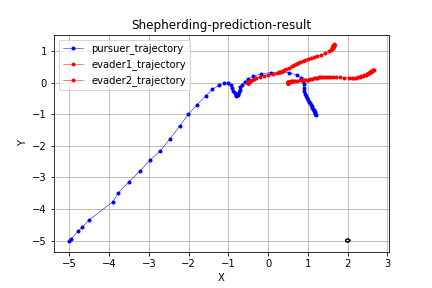 Shepherding-prediction-result
pursuer_trajectory
evader1_trajectory
evader2_trajectory
1
0
−1
−2
−3
−4
−5
Y
−5 −4 −3 −2 −1 0 1 2 3
X